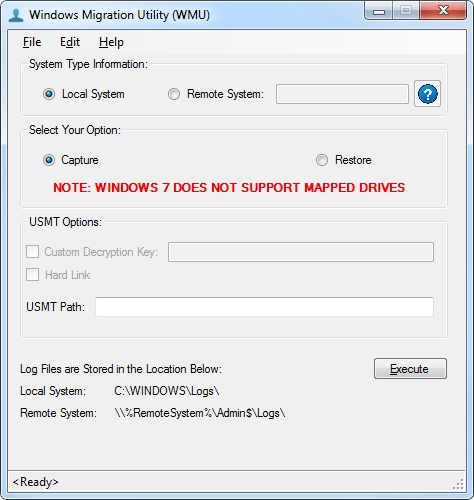 Windows Migration Utility (WMU)
File Edit Help
System Type Information:
Local System Remote System:
?
Select Your Option:
Capture Restore
NOTE: WINDOWS 7 DOES NOT SUPPORT MAPPED DRIVES
USMT Options:
Custom Decryption Key:
Hard Link
USMT Path:
Log Files are Stored in the Location Below:
Execute
Local System: C:\WINDOWS\Logs\
Remote System: \\%RemoteSystem%\Admin$\Logs\
<Ready>